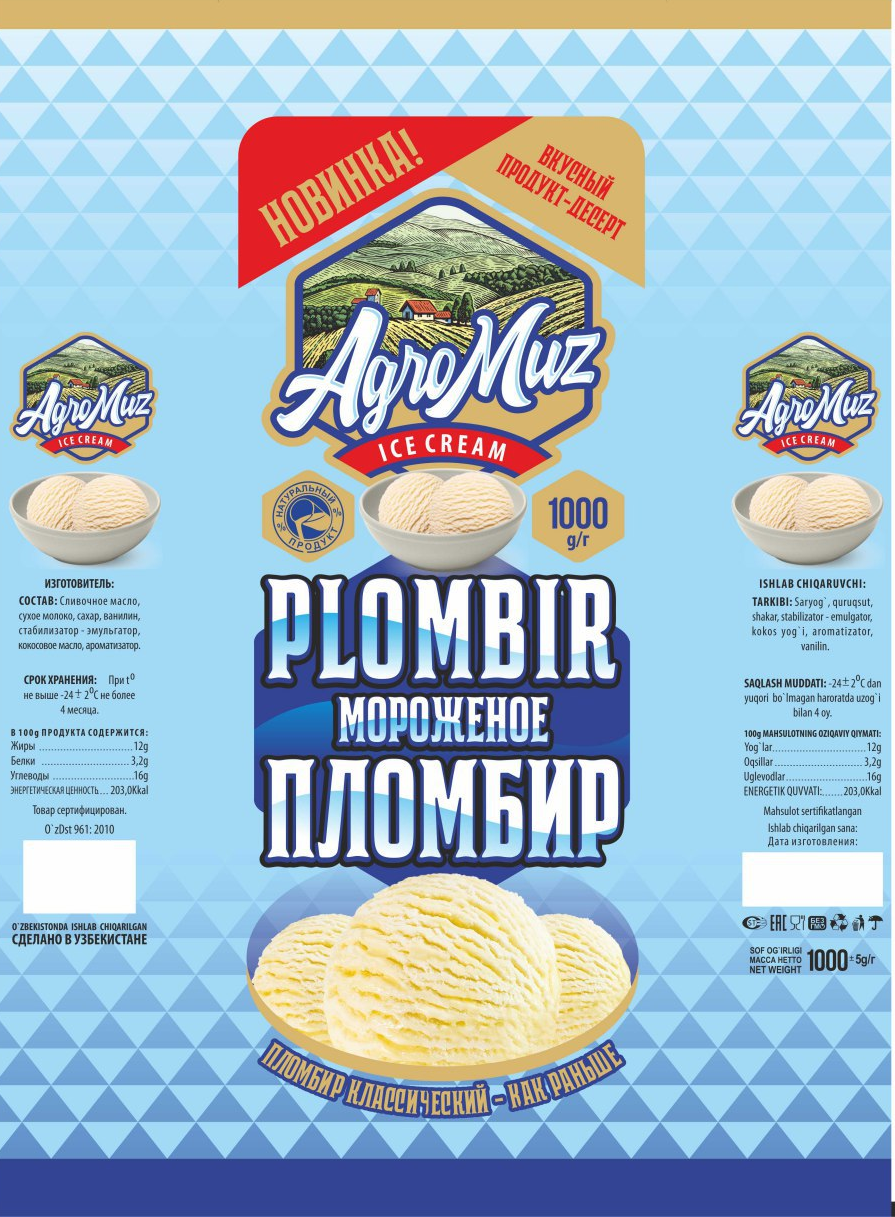 НОВИНКА!
ВКУСНЫЙ
ПРОДУКТ-ДЕСЕРТ
AgroMuz
ICE CREAM
НАТУРАЛЬНЫЙ
ПРОДУКТ
1000
g/r
PLOMBIR
МОРОЖЕНОЕ
ПЛОМБИР
ПЛОМБИР КЛАССИЧЕСКИЙ - КАК РАНЬШЕ
AgroMuz
ICE CREAM
ИЗГОТОВИТЕЛЬ:
СОСТАВ: Сливочное масло,
сухое молоко, сахар, ванилин,
стабилизатор - эмульгатор,
кокосовое масло, ароматизатор.
СРОК ХРАНЕНИЯ: При t⁰
не выше -24 ± 2⁰С не более
4 месяца.
В 100g ПРОДУКТА СОДЕРЖИТСЯ:
Жиры ........................12g
Белки ........................ 3,2g
Углеводы .....................16g
ЭНЕРГЕТИЧЕСКАЯ ЦЕННОСТЬ.... 203,0Kkal
Товар сертифицирован.
O`zDst 961: 2010
O`ZBEKISTONDA ISHLAB CHIQARILGAN
СДЕЛАНО В УЗБЕКИСТАНЕ
AgroMuz
ICE CREAM
ISHLAB CHIQARUVCHI:
TARKIBI: Saryog`, quruqsut,
shakar, stabilizator - emulgator,
kokos yog`i, aromatizator,
vanilin.
SAQLASH MUDDATI: -24± 2⁰C dan
yuqori bo`lmagan haroratda uzog`i
bilan 4 oy.
100g MAHSULOTNING OZIQAVIY QIYMATI:
Yog`lar........................12g
Oqsillar ....................... 3,2g
Uglevodlar.....................16g
ENERGETIK QUVVATI:...... 203,0Kkal
Mahsulot sertifikatlangan
Ishlab chiqarilgan sana:
Дата изготовления:
EAC
БЕЗ
ГМО
SOF OG`IRLIGI
МАССА НЕТТО
NET WEIGHT
1000 ± 5g/r